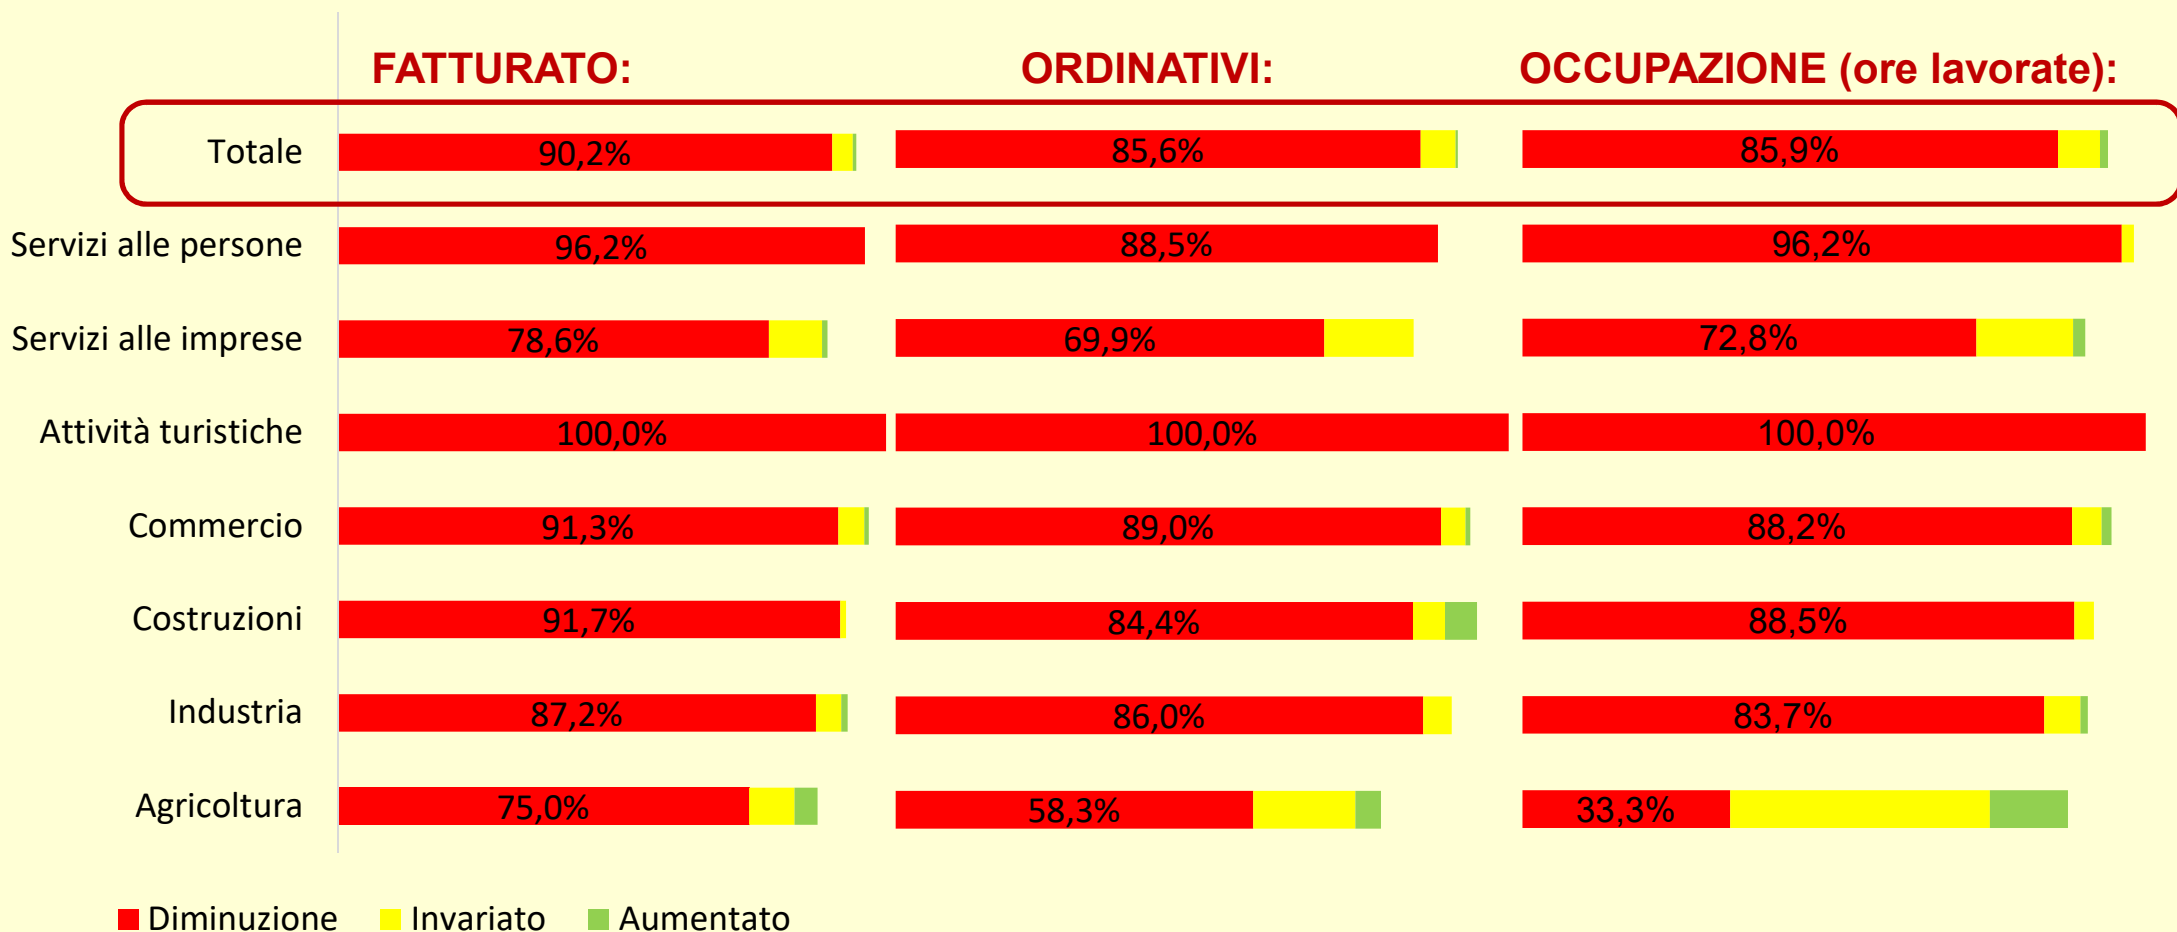 FATTURATO: ORDINATIVI: OCCUPAZIONE (ore lavorate):
Totale 90,2% 85,6% 85,9%
Servizi alle persone 96,2% 88,5% 96,2%
Servizi alle imprese 78,6% 69,9% 72,8%
Attività turistiche 100,0% 100,0% 100,0%
Commercio 91,3% 89,0% 88,2%
Costruzioni 91,7% 84,4% 88,5%
Industria 87,2% 86,0% 83,7%
Agricoltura 75,0% 58,3% 33,3%
Diminuzione Invariato Aumentato